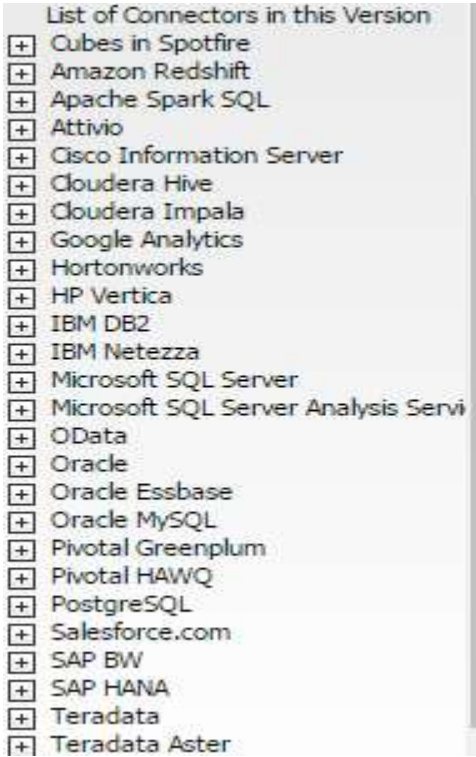 List of Connectors in this Version
Cubes in Spotfire
Amazon Redshift
Apache Spark SQL
Attivio
Cisco Information Server
Cloudera Hive
Cloudera Impala
Google Analytics
Hortonworks
HP Vertica
IBM DB2
IBM Netezza
Microsoft SQL Server
Microsoft SQL Server Analysis Servi
OData
Oracle
Oracle Essbase
Oracle MySQL
Pivotal Greenplum
Pivotal HAWQ
PostgreSQL
Salesforce.com
SAP BW
SAP HANA
Teradata
Teradata Aster